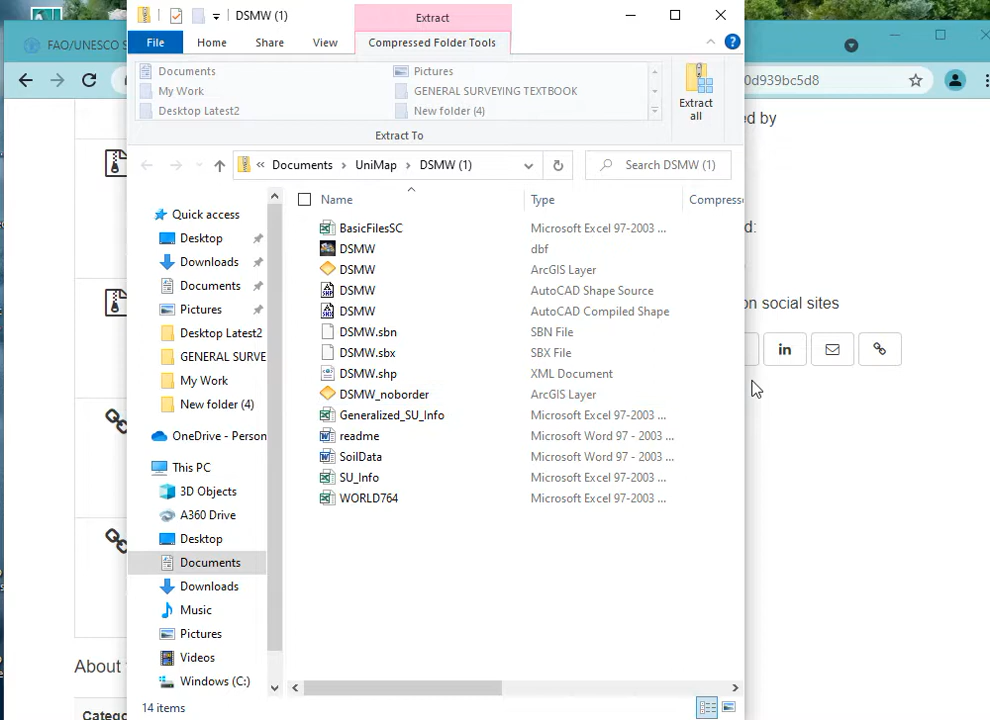 DSMW (1)
Extract
FAO/UNESCO S
File
Home
Share
View
Compressed Folder Tools
0d939bc5d8
Documents
Pictures
My Work
GENERAL SURVEYING TEXTBOOK
Desktop Latest2
New folder (4)
Extract
all
Extract To
ed by
« Documents › UniMap › DSMW (1)
Search DSMW (1)
Name
Type
Compress
Quick access
Desktop
Downloads
Documents
Pictures
Desktop Latest2
GENERAL SURVE
My Work
New folder (4)
OneDrive - Person
This PC
3D Objects
A360 Drive
Desktop
Documents
Downloads
Music
Pictures
Videos
Windows (C:)
BasicFilesSC Microsoft Excel 97-2003 ...
DSMW dbf
DSMW ArcGIS Layer
DSMW AutoCAD Shape Source
DSMW AutoCAD Compiled Shape
DSMW.sbn SBN File
DSMW.sbx SBX File
DSMW.shp XML Document
DSMW_noborder ArcGIS Layer
Generalized_SU_Info Microsoft Excel 97-2003 ...
readme Microsoft Word 97 - 2003 ...
SoilData Microsoft Word 97 - 2003 ...
SU_Info Microsoft Excel 97-2003 ...
WORLD764 Microsoft Excel 97-2003 ...
d:
on social sites
in
About
Catego
14 items